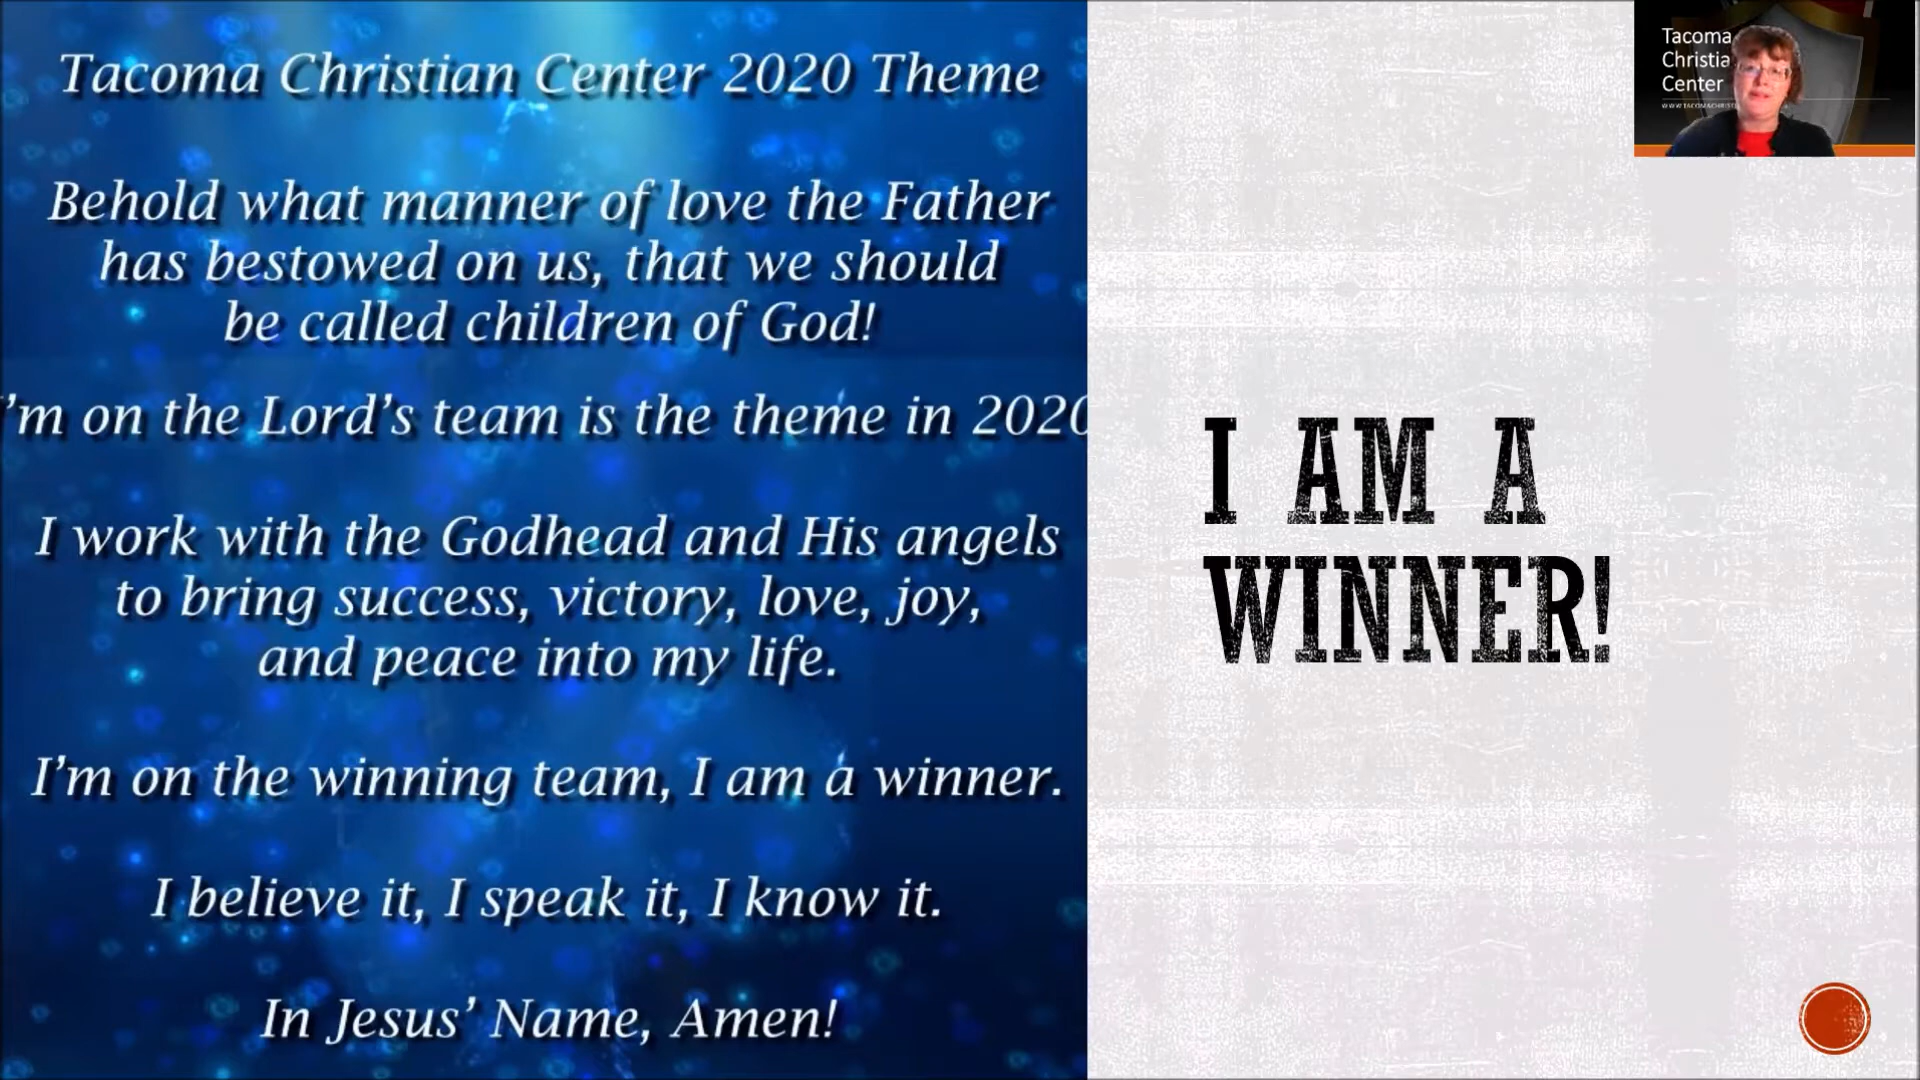 Tacoma Christian Center 2020 Theme
Behold what manner of love the Father
has bestowed on us, that we should
be called children of God!
I'm on the Lord's team is the theme in 2020
I work with the Godhead and His angels
to bring success, victory, love, joy,
and peace into my life.
I'm on the winning team, I am a winner.
I believe it, I speak it, I know it.
In Jesus' Name, Amen!
I AM A
WINNER!
Tacoma
Christia
Center